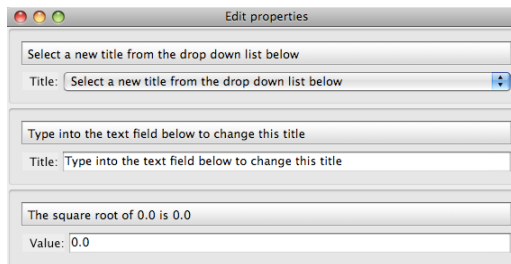 Edit properties
Select a new title from the drop down list below
Title: Select a new title from the drop down list below
Type into the text field below to change this title
Title: Type into the text field below to change this title
The square root of 0.0 is 0.0
Value: 0.0